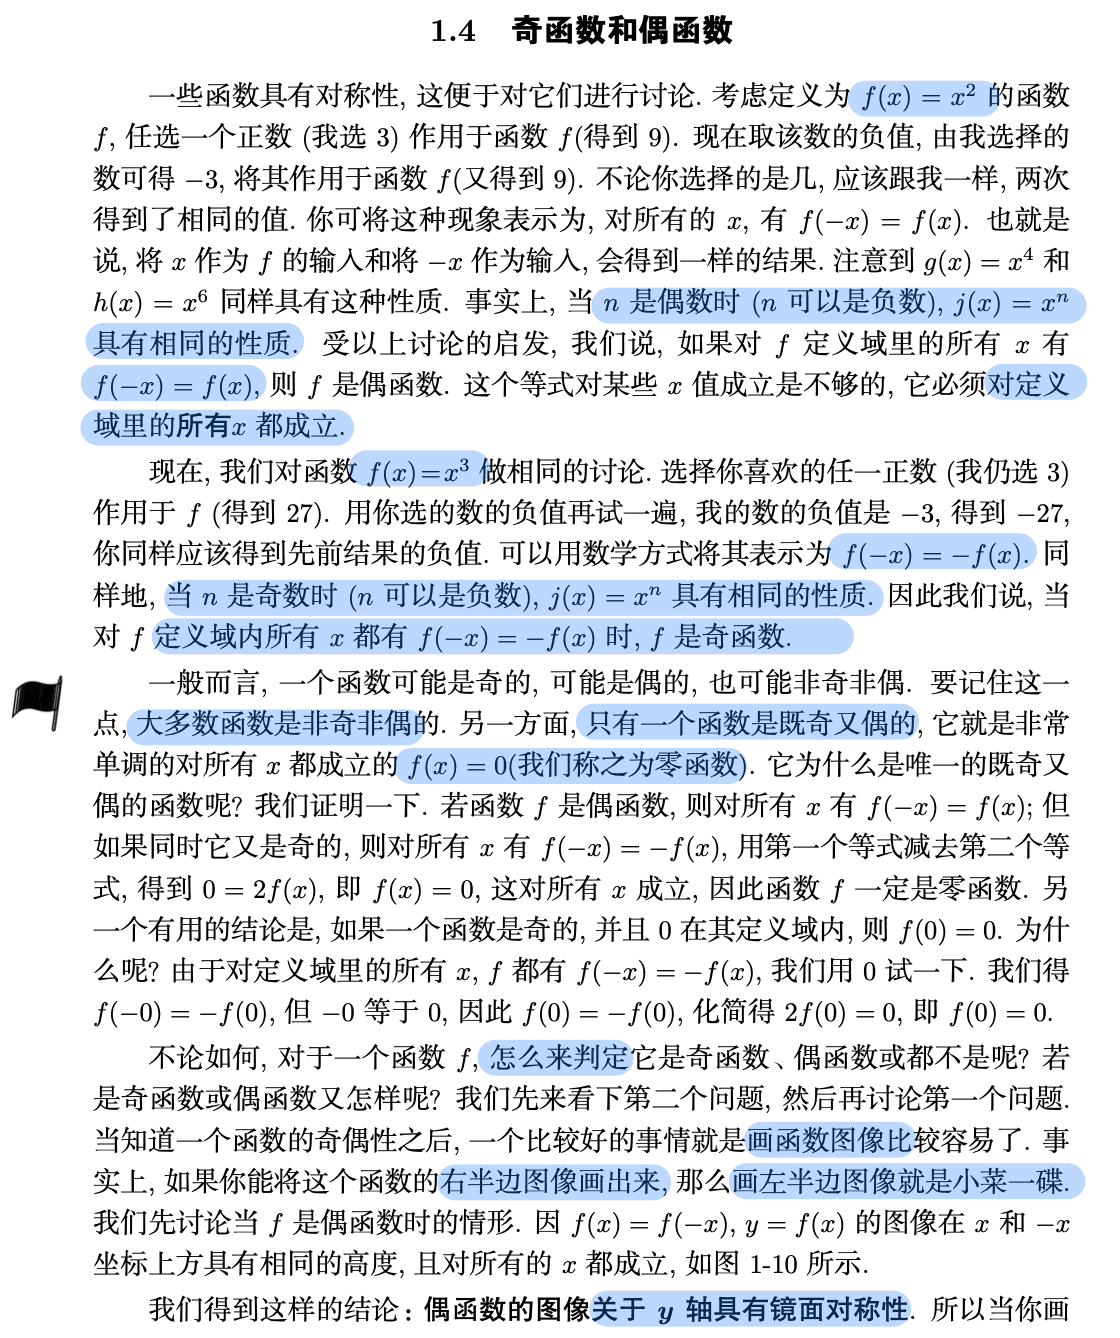 1.4 奇函数和偶函数
一些函数具有对称性, 这便于对它们进行讨论. 考虑定义为 f(x) = x² 的函数
f, 任选一个正数 (我选 3) 作用于函数 f(得到 9). 现在取该数的负值, 由我选择的
数可得 −3, 将其作用于函数 f(又得到 9). 不论你选择的是几, 应该跟我一样, 两次
得到了相同的值. 你可将这种现象表示为, 对所有的 x, 有 f(−x) = f(x). 也就是
说, 将 x 作为 f 的输入和将 −x 作为输入, 会得到一样的结果. 注意到 g(x) = x⁴ 和
h(x) = x⁶ 同样具有这种性质. 事实上, 当 n 是偶数时 (n 可以是负数), j(x) = xⁿ
具有相同的性质. 受以上讨论的启发, 我们说, 如果对 f 定义域里的所有 x 有
f(−x) = f(x), 则 f 是偶函数. 这个等式对某些 x 值成立是不够的, 它必须对定义
域里的所有x 都成立.
现在, 我们对函数 f(x)=x³ 做相同的讨论. 选择你喜欢的任一正数 (我仍选 3)
作用于 f (得到 27). 用你选的数的负值再试一遍, 我的数的负值是 −3, 得到 −27,
你同样应该得到先前结果的负值. 可以用数学方式将其表示为 f(−x) = −f(x). 同
样地, 当 n 是奇数时 (n 可以是负数), j(x) = xⁿ 具有相同的性质. 因此我们说, 当
对 f 定义域内所有 x 都有 f(−x) = −f(x) 时, f 是奇函数.
一般而言, 一个函数可能是奇的, 可能是偶的, 也可能非奇非偶. 要记住这一
点, 大多数函数是非奇非偶的. 另一方面, 只有一个函数是既奇又偶的, 它就是非常
单调的对所有 x 都成立的 f(x) = 0(我们称之为零函数). 它为什么是唯一的既奇又
偶的函数呢? 我们证明一下. 若函数 f 是偶函数, 则对所有 x 有 f(−x) = f(x); 但
如果同时它又是奇的, 则对所有 x 有 f(−x) = −f(x), 用第一个等式减去第二个等
式, 得到 0 = 2f(x), 即 f(x) = 0, 这对所有 x 成立, 因此函数 f 一定是零函数. 另
一个有用的结论是, 如果一个函数是奇的, 并且 0 在其定义域内, 则 f(0) = 0. 为什
么呢? 由于对定义域里的所有 x, f 都有 f(−x) = −f(x), 我们用 0 试一下. 我们得
f(−0) = −f(0), 但 −0 等于 0, 因此 f(0) = −f(0), 化简得 2f(0) = 0, 即 f(0) = 0.
不论如何, 对于一个函数 f, 怎么来判定它是奇函数、偶函数或都不是呢? 若
是奇函数或偶函数又怎样呢? 我们先来看下第二个问题, 然后再讨论第一个问题.
当知道一个函数的奇偶性之后, 一个比较好的事情就是画函数图像比较容易了. 事
实上, 如果你能将这个函数的右半边图像画出来, 那么画左半边图像就是小菜一碟.
我们先讨论当 f 是偶函数时的情形. 因 f(x) = f(−x), y = f(x) 的图像在 x 和 −x
坐标上方具有相同的高度, 且对所有的 x 都成立, 如图 1-10 所示.
我们得到这样的结论: 偶函数的图像关于 y 轴具有镜面对称性. 所以当你画